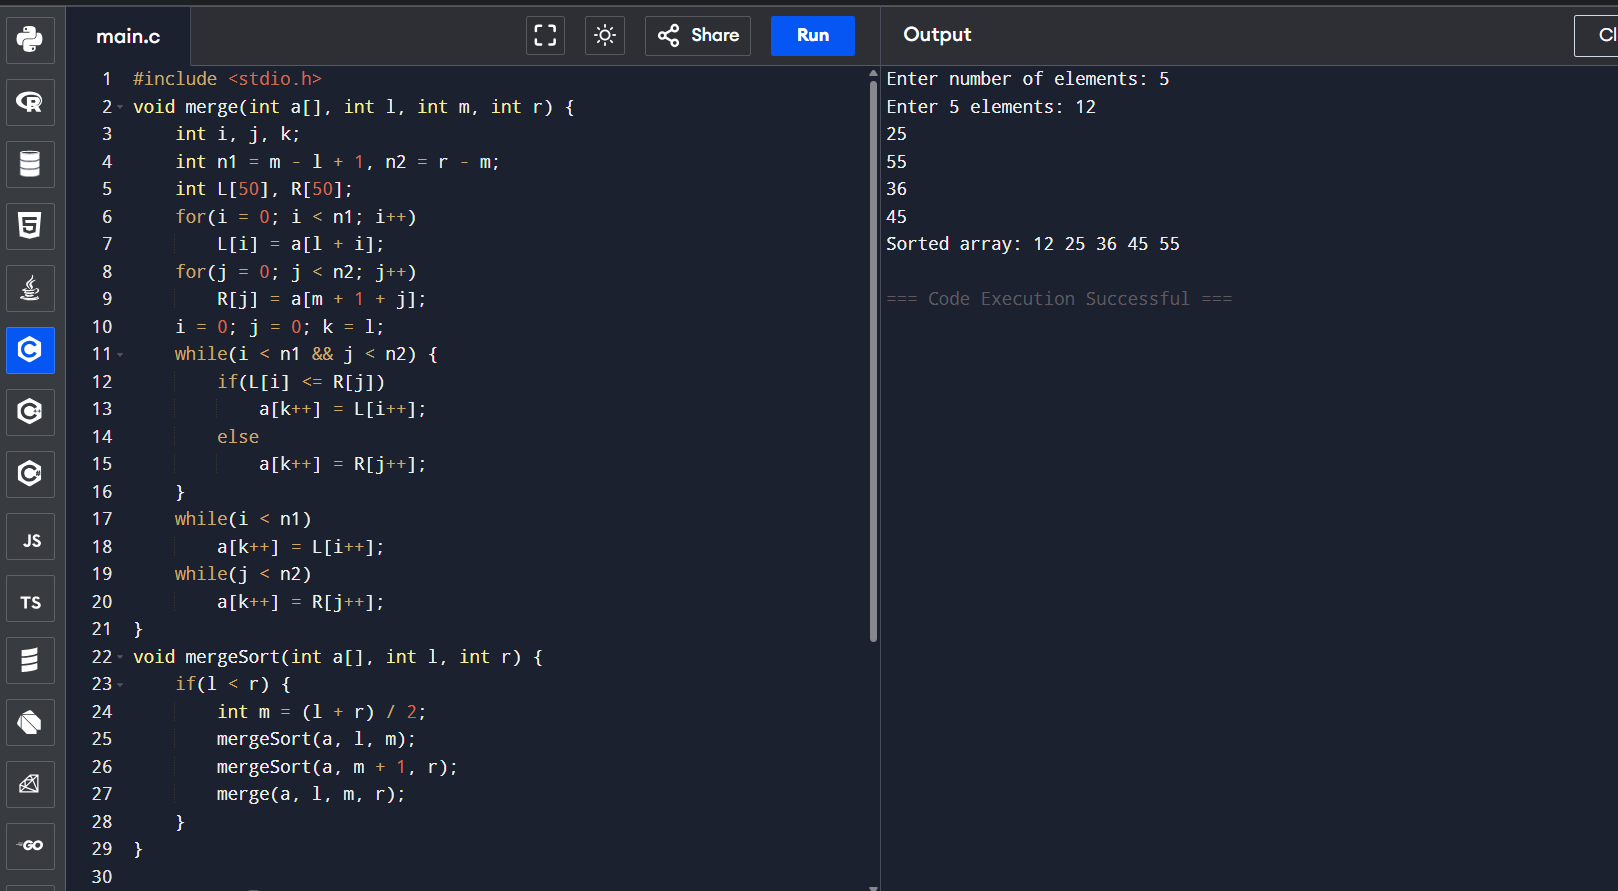 main.c
Share
Run
Output
Cl
1 #include <stdio.h>
2 void merge(int a[], int l, int m, int r) {
3     int i, j, k;
4     int n1 = m - l + 1, n2 = r - m;
5     int L[50], R[50];
6     for(i = 0; i < n1; i++)
7         L[i] = a[l + i];
8     for(j = 0; j < n2; j++)
9         R[j] = a[m + 1 + j];
10     i = 0; j = 0; k = l;
11     while(i < n1 && j < n2) {
12         if(L[i] <= R[j])
13             a[k++] = L[i++];
14         else
15             a[k++] = R[j++];
16     }
17     while(i < n1)
18         a[k++] = L[i++];
19     while(j < n2)
20         a[k++] = R[j++];
21 }
22 void mergeSort(int a[], int l, int r) {
23     if(l < r) {
24         int m = (l + r) / 2;
25         mergeSort(a, l, m);
26         mergeSort(a, m + 1, r);
27         merge(a, l, m, r);
28     }
29 }
30
Enter number of elements: 5
Enter 5 elements: 12
25
55
36
45
Sorted array: 12 25 36 45 55
=== Code Execution Successful ===
JS
TS
GO